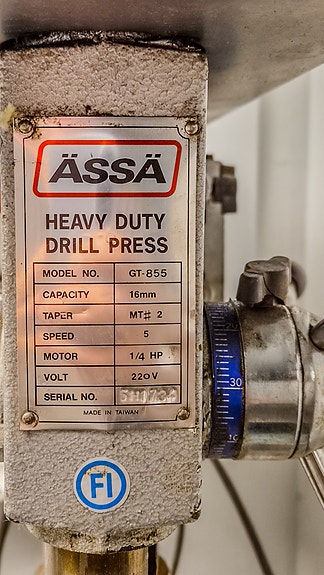 ÄSSÄ
HEAVY DUTY
DRILL PRESS
MODEL NO. GT-855
CAPACITY 16mm
TAPER MT# 2
SPEED 5
MOTOR 1/4 HP
VOLT 220V
SERIAL NO.
MADE IN TAIWAN
30
10
FI